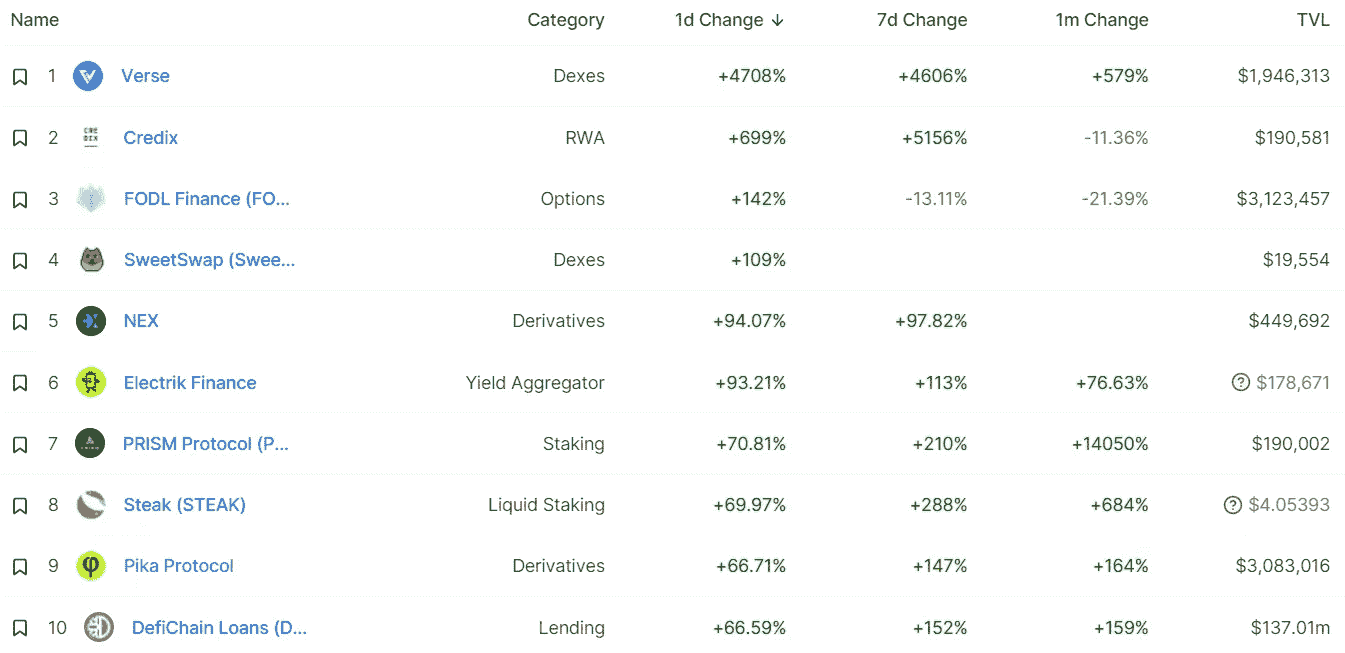 Name Category 1d Change ↓ 7d Change 1m Change TVL
1 Verse Dexes +4708% +4606% +579% $1,946,313
2 CRE DIX Credix RWA +699% +5156% -11.36% $190,581
3 FODL Finance (FO... Options +142% -13.11% -21.39% $3,123,457
4 SweetSwap (Swee... Dexes +109% $19,554
5 NEX Derivatives +94.07% +97.82% $449,692
6 Electrik Finance Yield Aggregator +93.21% +113% +76.63% ? $178,671
7 PRISM Protocol (P... Staking +70.81% +210% +14050% $190,002
8 Steak (STEAK) Liquid Staking +69.97% +288% +684% ? $4.05393
9 Pika Protocol Derivatives +66.71% +147% +164% $3,083,016
10 DefiChain Loans (D... Lending +66.59% +152% +159% $137.01m